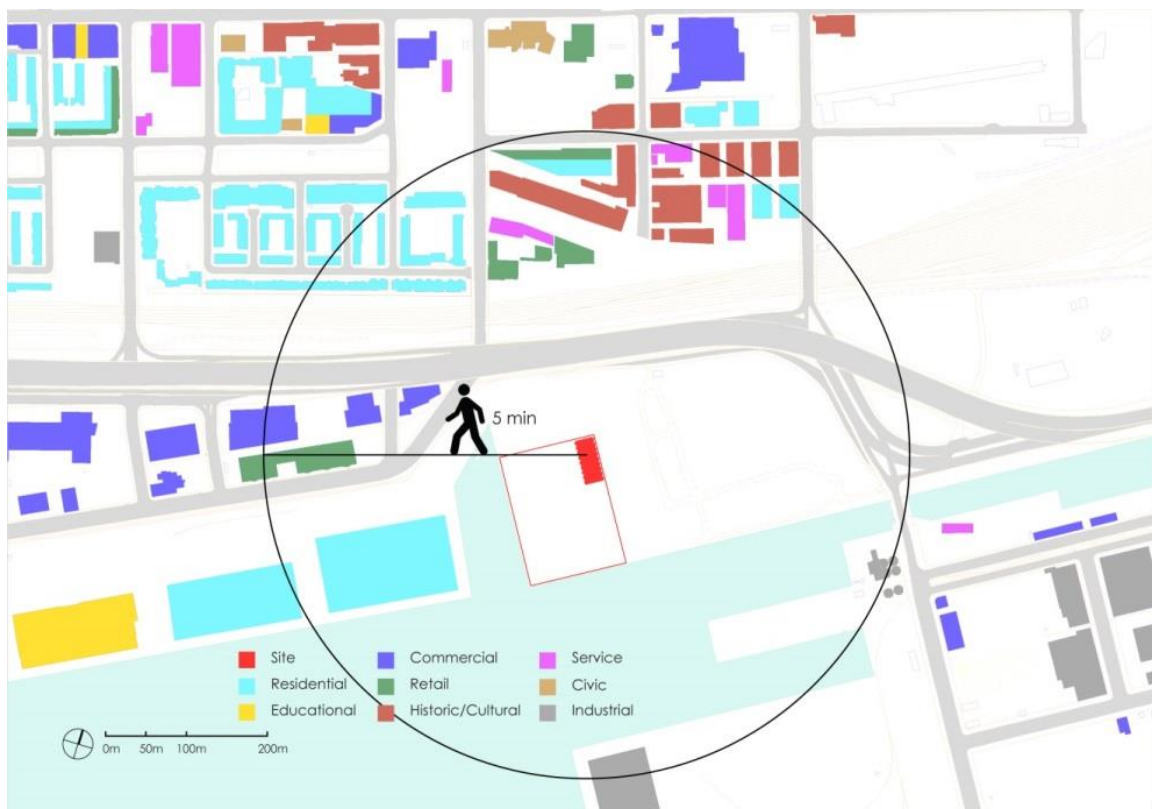 5 min
Site Commercial Service
Residential Retail Civic
Educational Historic/Cultural Industrial
0m 50m 100m 200m